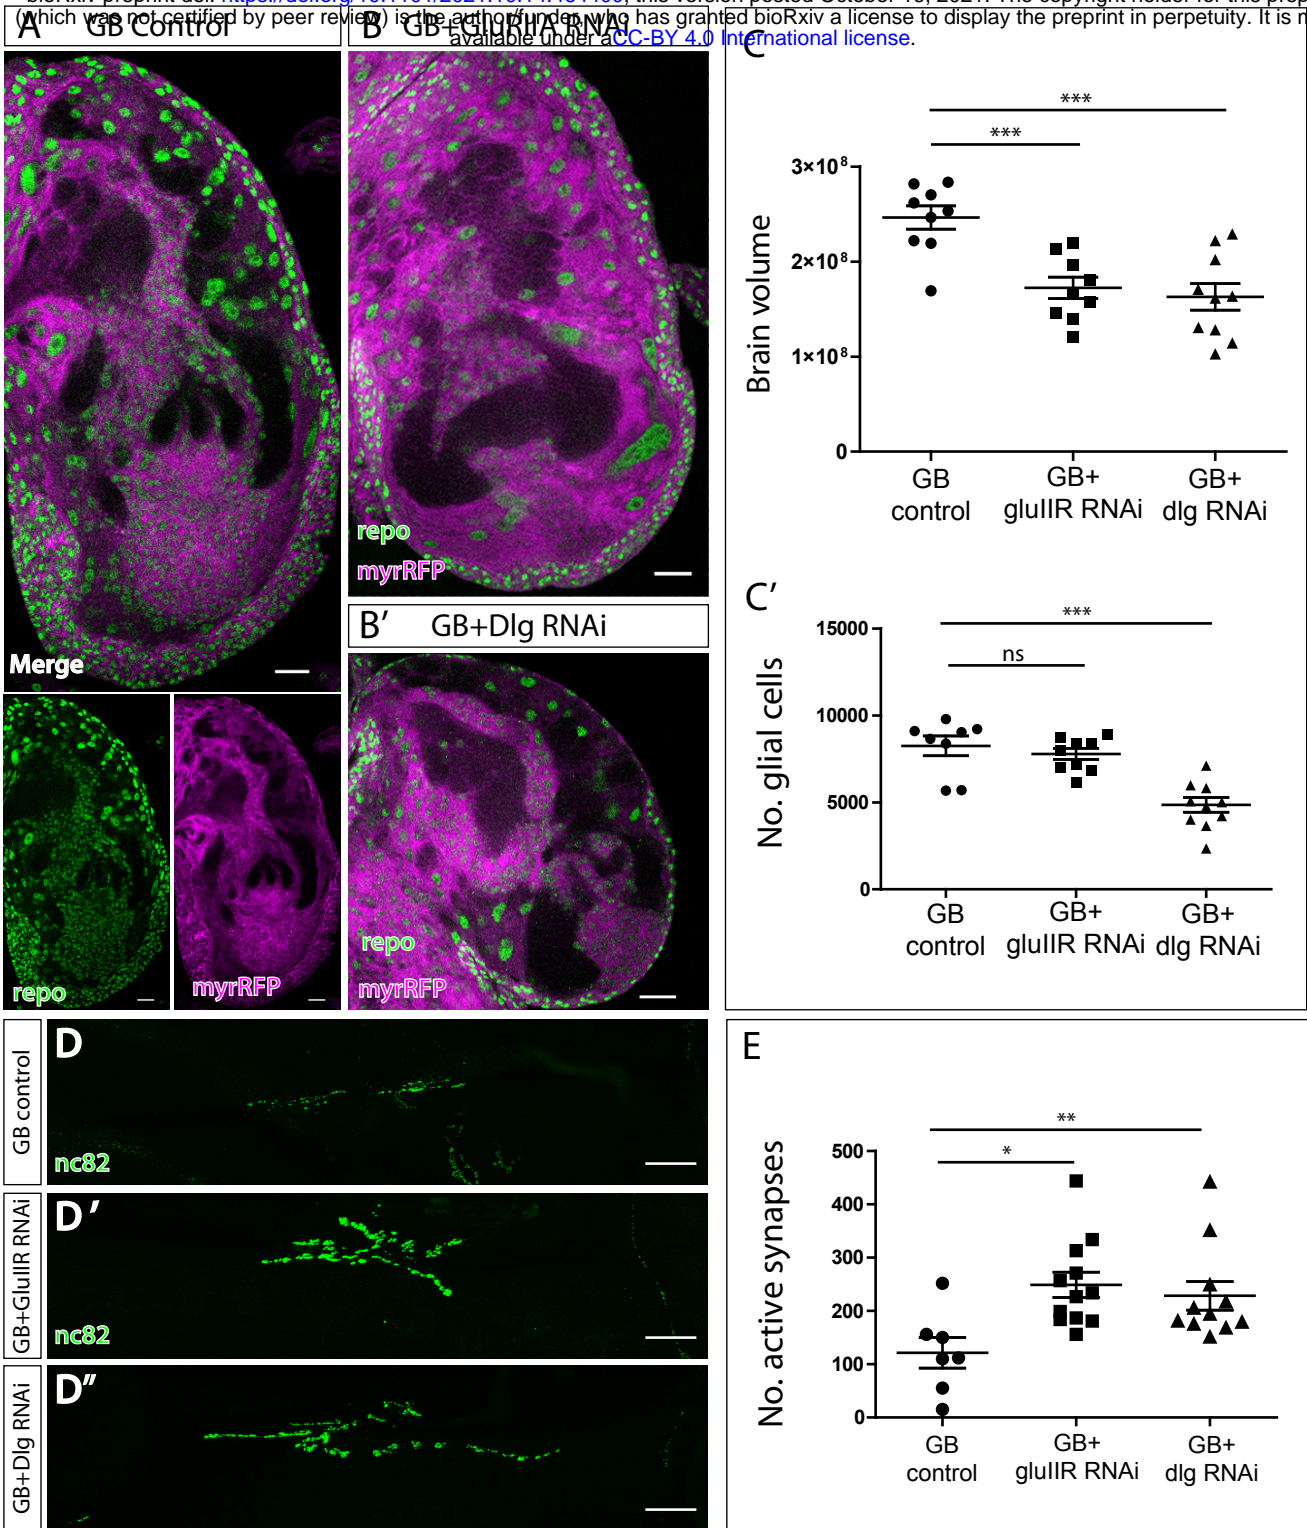 (which was not certified by peer review) is the author/funder, who has granted bioRxiv a license to display the preprint in perpetuity. It is
available under aCC-BY 4.0 International license.
A GB Control
B GB+GluRIIA RNAi
Merge
repo
myrRFP
repo
myrRFP
B' GB+Dlg RNAi
repo
myrRFP
C
***
***
Brain volume
3×10⁸
2×10⁸
1×10⁸
0
GB control
GB+ gluIIR RNAi
GB+ dlg RNAi
C'
***
ns
No. glial cells
15000
10000
5000
0
GB control
GB+ gluIIR RNAi
GB+ dlg RNAi
GB control
D
nc82
GB+GluIIR RNAi
D'
nc82
GB+Dlg RNAi
D"
E
**
*
No. active synapses
500
400
300
200
100
0
GB control
GB+ gluIIR RNAi
GB+ dlg RNAi